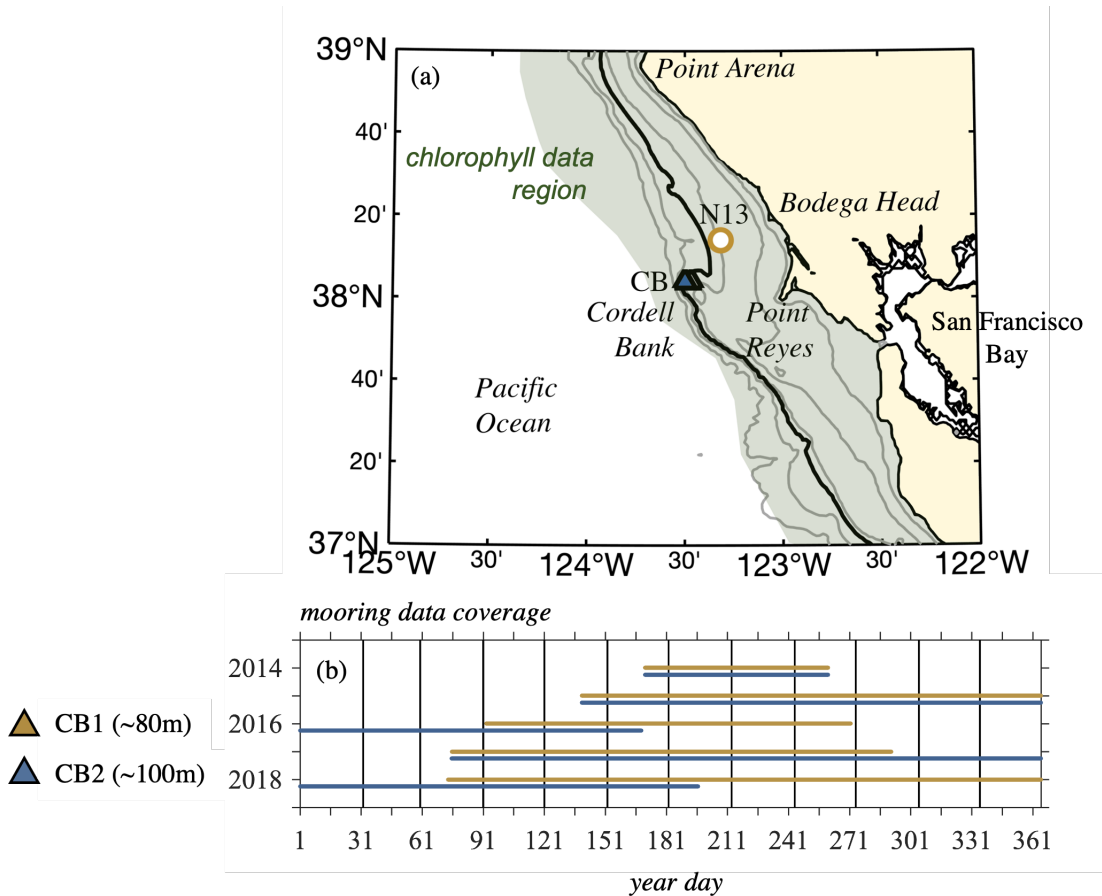 39°N
(a)
Point Arena
40'
chlorophyll data
region
20'
N13
Bodega Head
CB
38°N
Cordell
Bank
Point
Reyes
San Francisco
Bay
40'
Pacific
Ocean
20'
37°N
125°W 30' 124°W 30' 123°W 30' 122°W
mooring data coverage
(b)
2014
2016
2018
CB1 (~80m)
CB2 (~100m)
1 31 61 91 121 151 181 211 241 271 301 331 361
year day